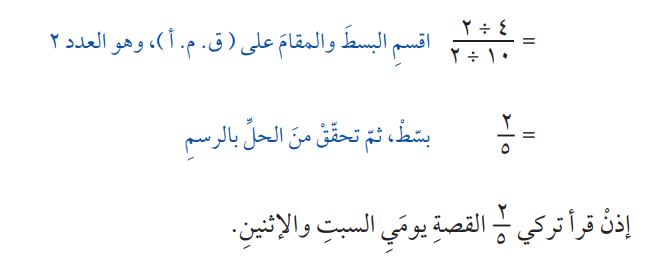 = ٤ ÷ ٢ / ١٠ ÷ ٢ اقسمِ البسطَ والمقامَ على ( ق. م. أ )، وهو العدد ٢
= ٢ / ٥ بسّطْ، ثمّ تحقّقْ منَ الحلِّ بالرسمِ
إذنْ قرأ تركي ٢ / ٥ القصةِ يومَيِ السبتِ والإثنينِ.